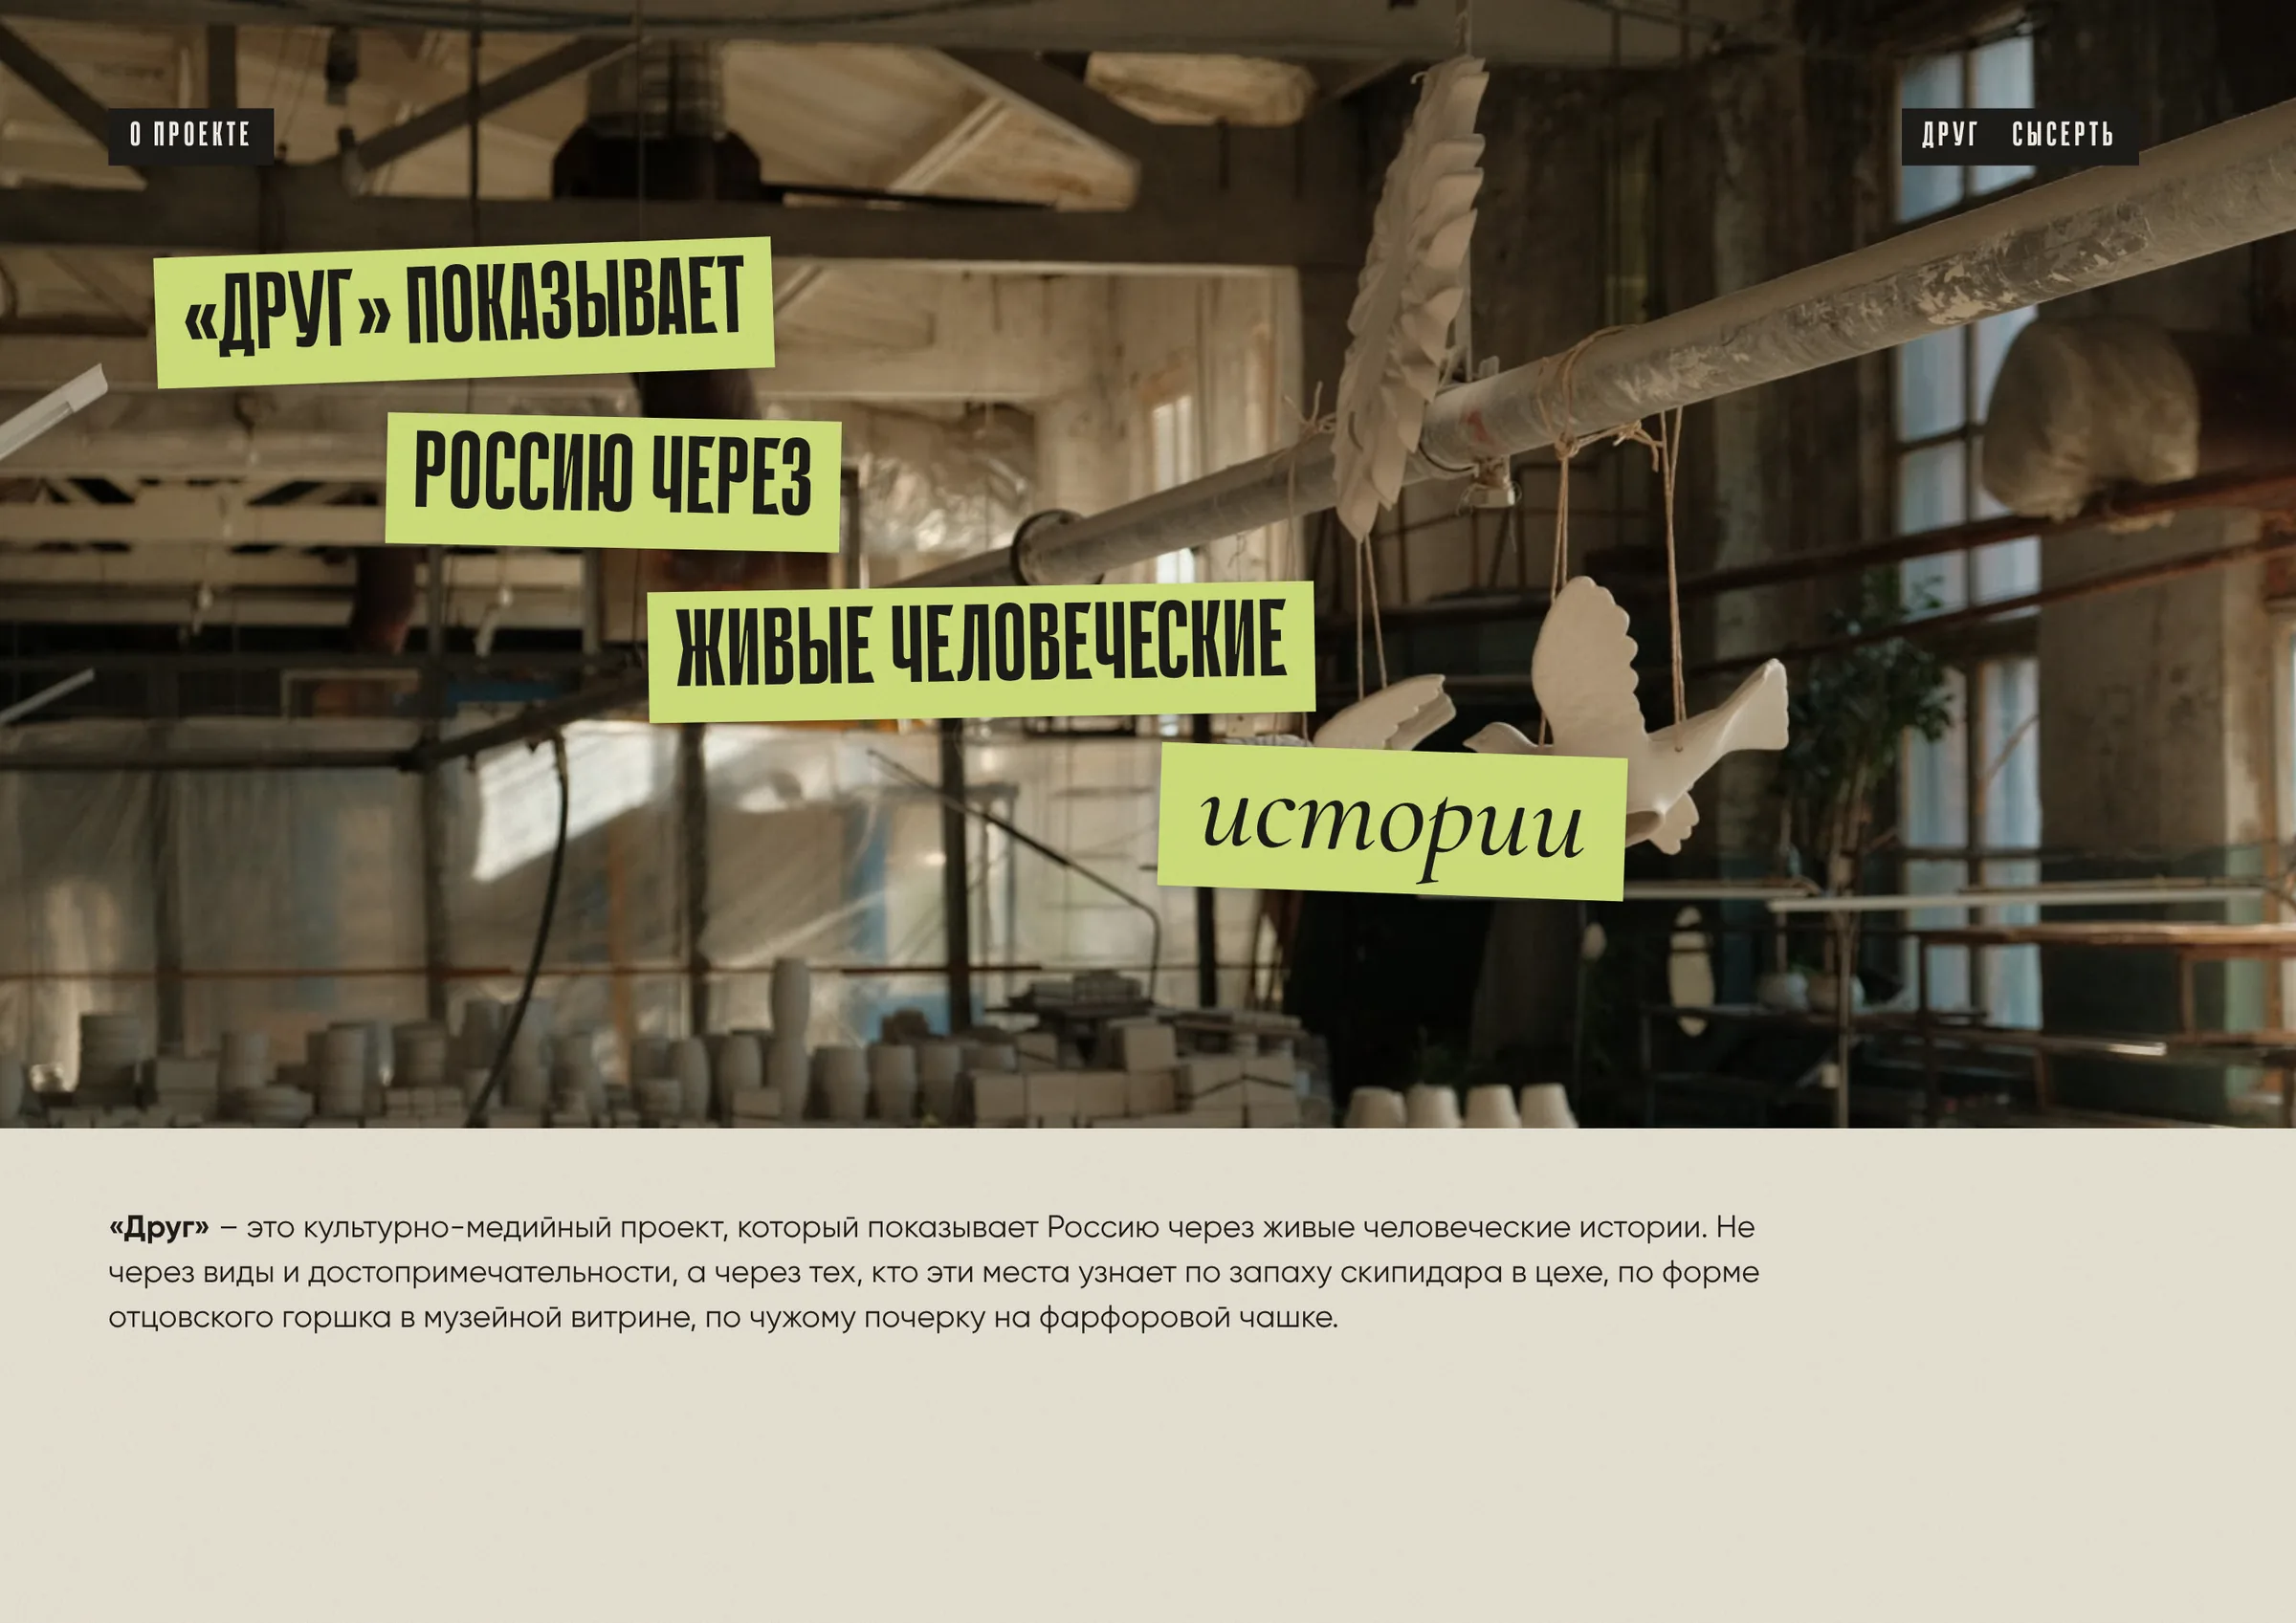 О ПРОЕКТЕ
ДРУГ СЫСЕРТЬ
«ДРУГ» ПОКАЗЫВАЕТ
РОССИЮ ЧЕРЕЗ
ЖИВЫЕ ЧЕЛОВЕЧЕСКИЕ
истории
«Друг» – это культурно-медийный проект, который показывает Россию через живые человеческие истории. Не
через виды и достопримечательности, а через тех, кто эти места узнает по запаху скипидара в цехе, по форме
отцовского горшка в музейной витрине, по чужому почерку на фарфоровой чашке.